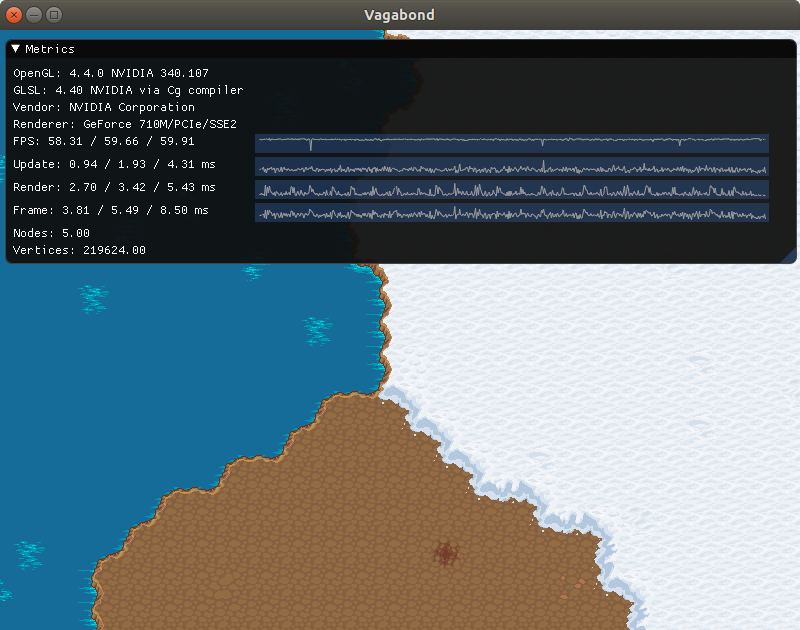 Vagabond
Metrics
OpenGL: 4.4.0 NVIDIA 340.107
GLSL: 4.40 NVIDIA via Cg compiler
Vendor: NVIDIA Corporation
Renderer: GeForce 710M/PCIe/SSE2
FPS: 58.31 / 59.66 / 59.91
Update: 0.94 / 1.93 / 4.31 ms
Render: 2.70 / 3.42 / 5.43 ms
Frame: 3.81 / 5.49 / 8.50 ms
Nodes: 5.00
Vertices: 219624.00